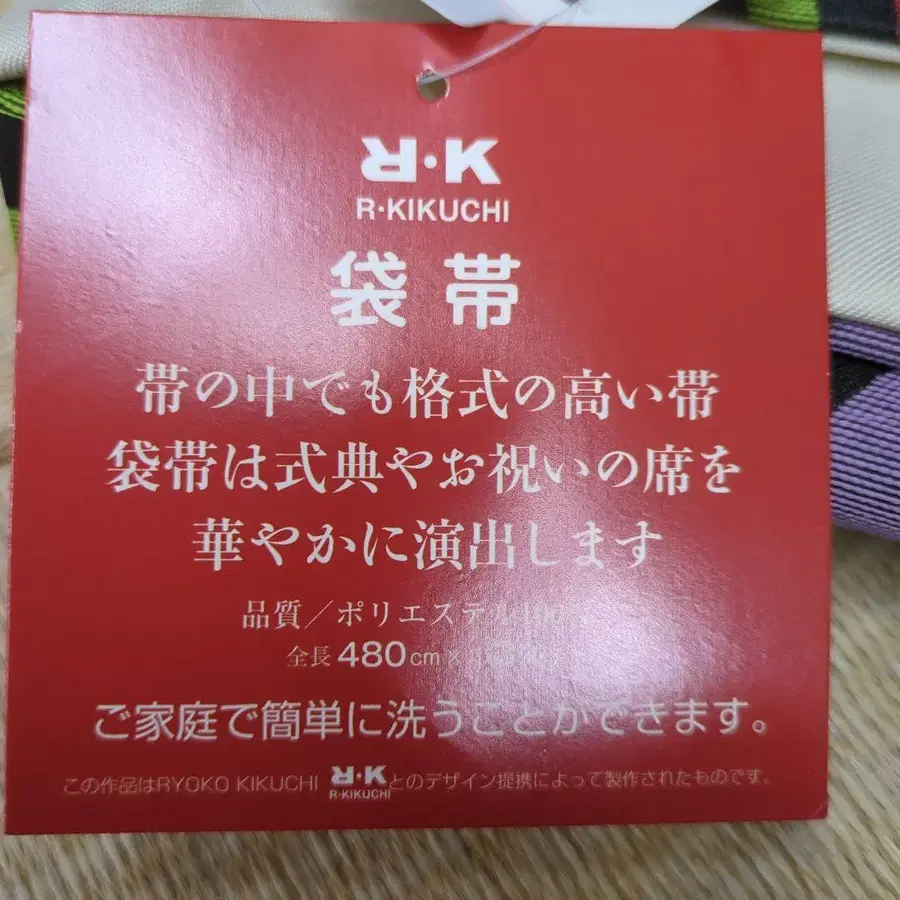 R·K
R·KIKUCHI
袋帯
帯の中でも格式の高い帯
袋帯は式典やお祝いの席を
華やかに演出します
品質／ポリエステル
全長480cm×
ご家庭で簡単に洗うことができます。
この作品はRYOKO KIKUCHI R·K R·KIKUCHIとのデザイン提携によって製作されたものです。